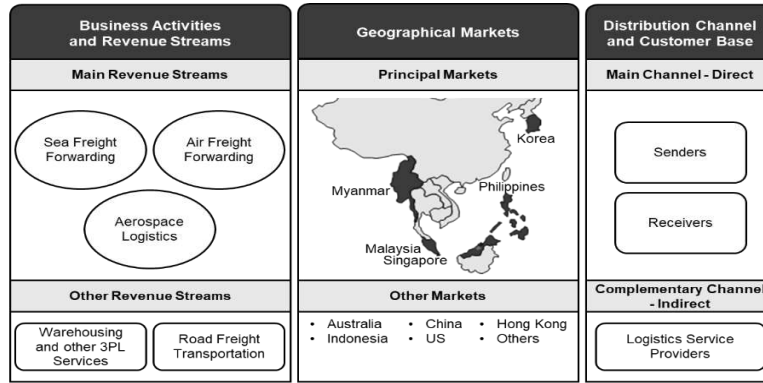 Business Activities
and Revenue Streams
Main Revenue Streams
Sea Freight
Forwarding
Air Freight
Forwarding
Aerospace
Logistics
Other Revenue Streams
Warehousing
and other 3PL
Services
Road Freight
Transportation
Geographical Markets
Principal Markets
Korea
Myanmar
Philippines
Malaysia
Singapore
Other Markets
• Australia • China • Hong Kong
• Indonesia • US • Others
Distribution Channel
and Customer Base
Main Channel - Direct
Senders
Receivers
Complementary Channel
- Indirect
Logistics Service
Providers